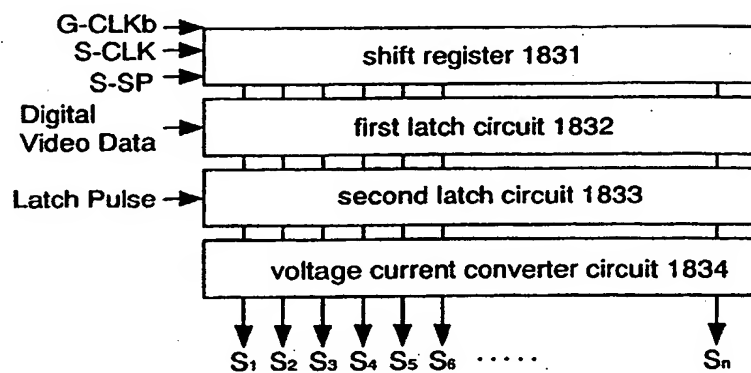 G-CLKb
S-CLK
S-SP
shift register 1831
Digital
Video Data
first latch circuit 1832
Latch Pulse
second latch circuit 1833
voltage current converter circuit 1834
S1 S2 S3 S4 S5 S6 ..... Sn